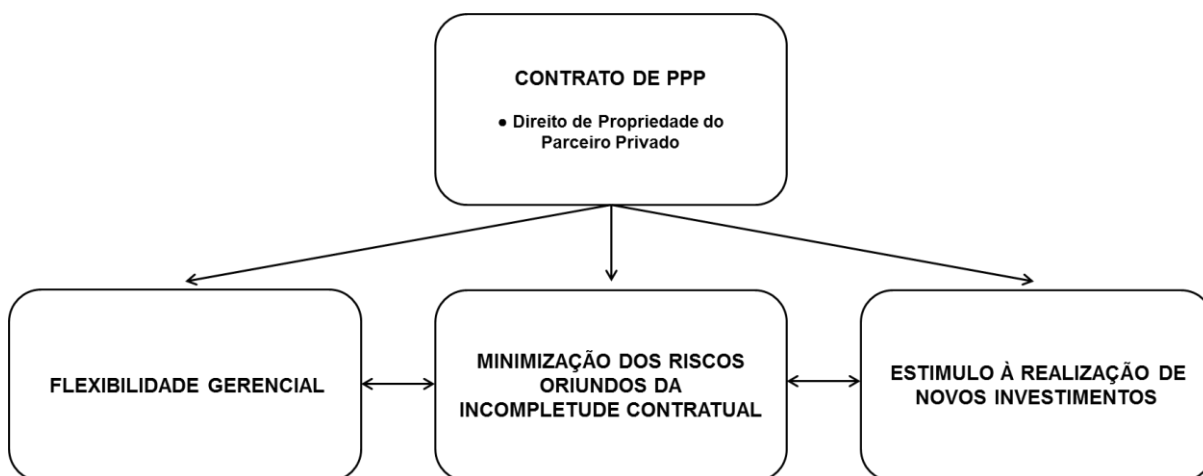 CONTRATO DE PPP
● Direito de Propriedade do
Parceiro Privado
FLEXIBILIDADE GERENCIAL
MINIMIZAÇÃO DOS RISCOS
ORIUNDOS DA
INCOMPLETUDE CONTRATUAL
ESTIMULO À REALIZAÇÃO DE
NOVOS INVESTIMENTOS